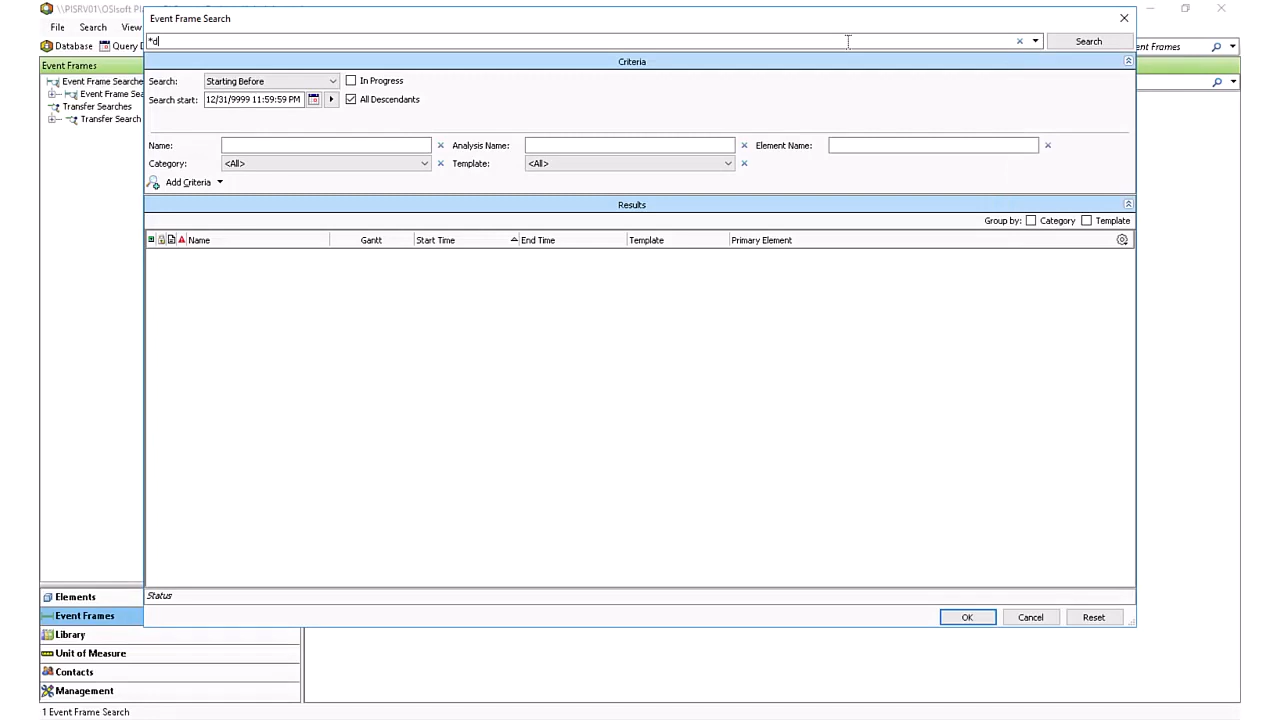 \\PISRV01\OSIsoft Pl
Event Frame Search
File Search View
*d
Search
Database Query D
ent Frames
Event Frames
Criteria
Event Frame Searche
Event Frame Sea
Transfer Searches
Transfer Search
Search: Starting Before In Progress
Search start: 12/31/9999 11:59:59 PM All Descendants
Name: Analysis Name: Element Name:
Category: <All> Template: <All>
Add Criteria
Results
Group by: Category Template
Name Gantt Start Time End Time Template Primary Element
Status
Elements
Event Frames
Library
Unit of Measure
Contacts
Management
OK Cancel Reset
1 Event Frame Search